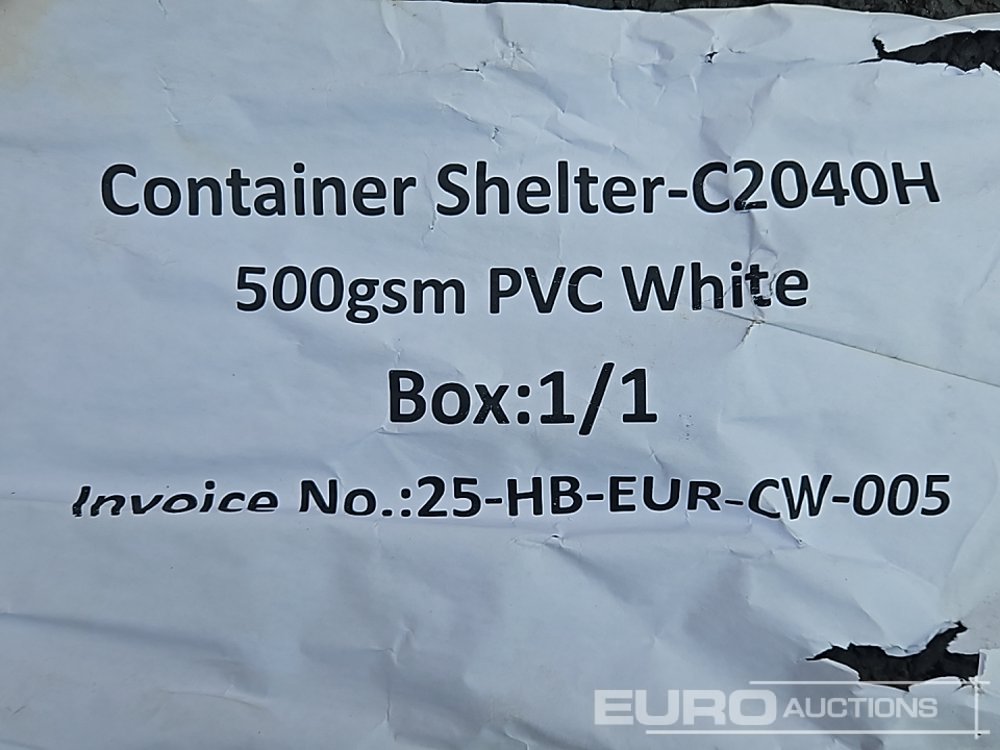 Container Shelter-C2040H
500gsm PVC White
Box:1/1
Invoice No.:25-HB-EUR-CW-005
EURO AUCTIONS